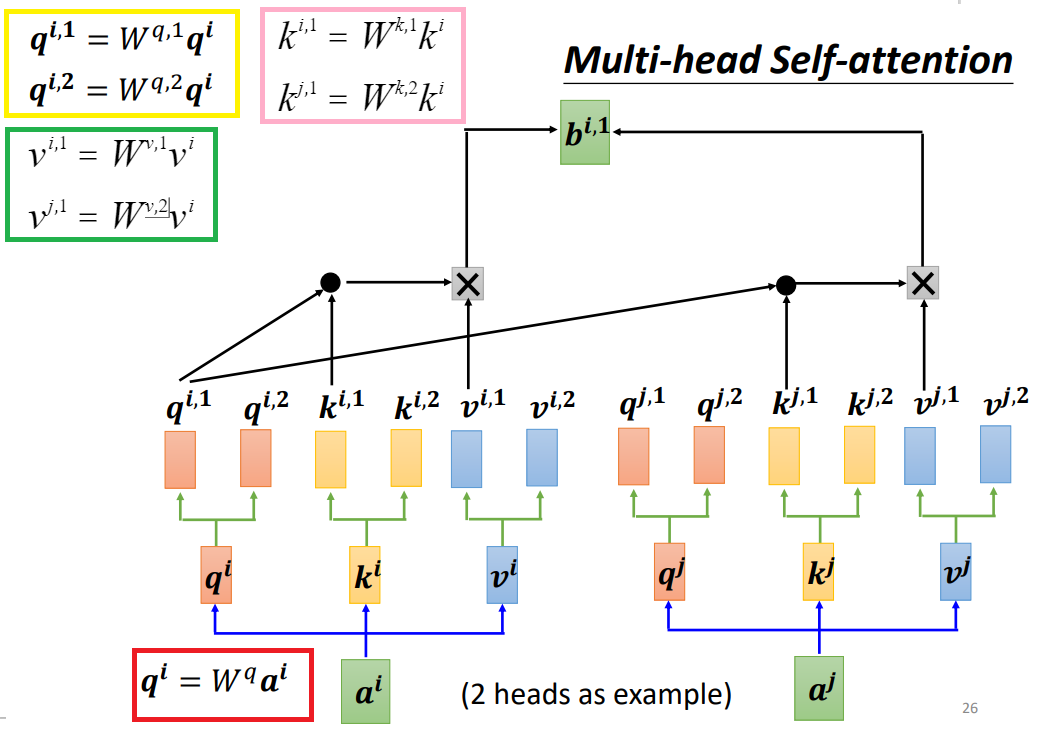 Multi-head Self-attention
q^{i,1} = W^{q,1}q^i
q^{i,2} = W^{q,2}q^i
k^{i,1} = W^{k,1}k^i
k^{j,1} = W^{k,2}k^i
v^{i,1} = W^{v,1}v^i
v^{j,1} = W^{v,2}v^i
b^{i,1}
q^{i,1} q^{i,2} k^{i,1} k^{i,2} v^{i,1} v^{i,2} q^{j,1} q^{j,2} k^{j,1} k^{j,2} v^{j,1} v^{j,2}
q^i k^i v^i q^j k^j v^j
q^i = W^q a^i
a^i (2 heads as example) a^j
26